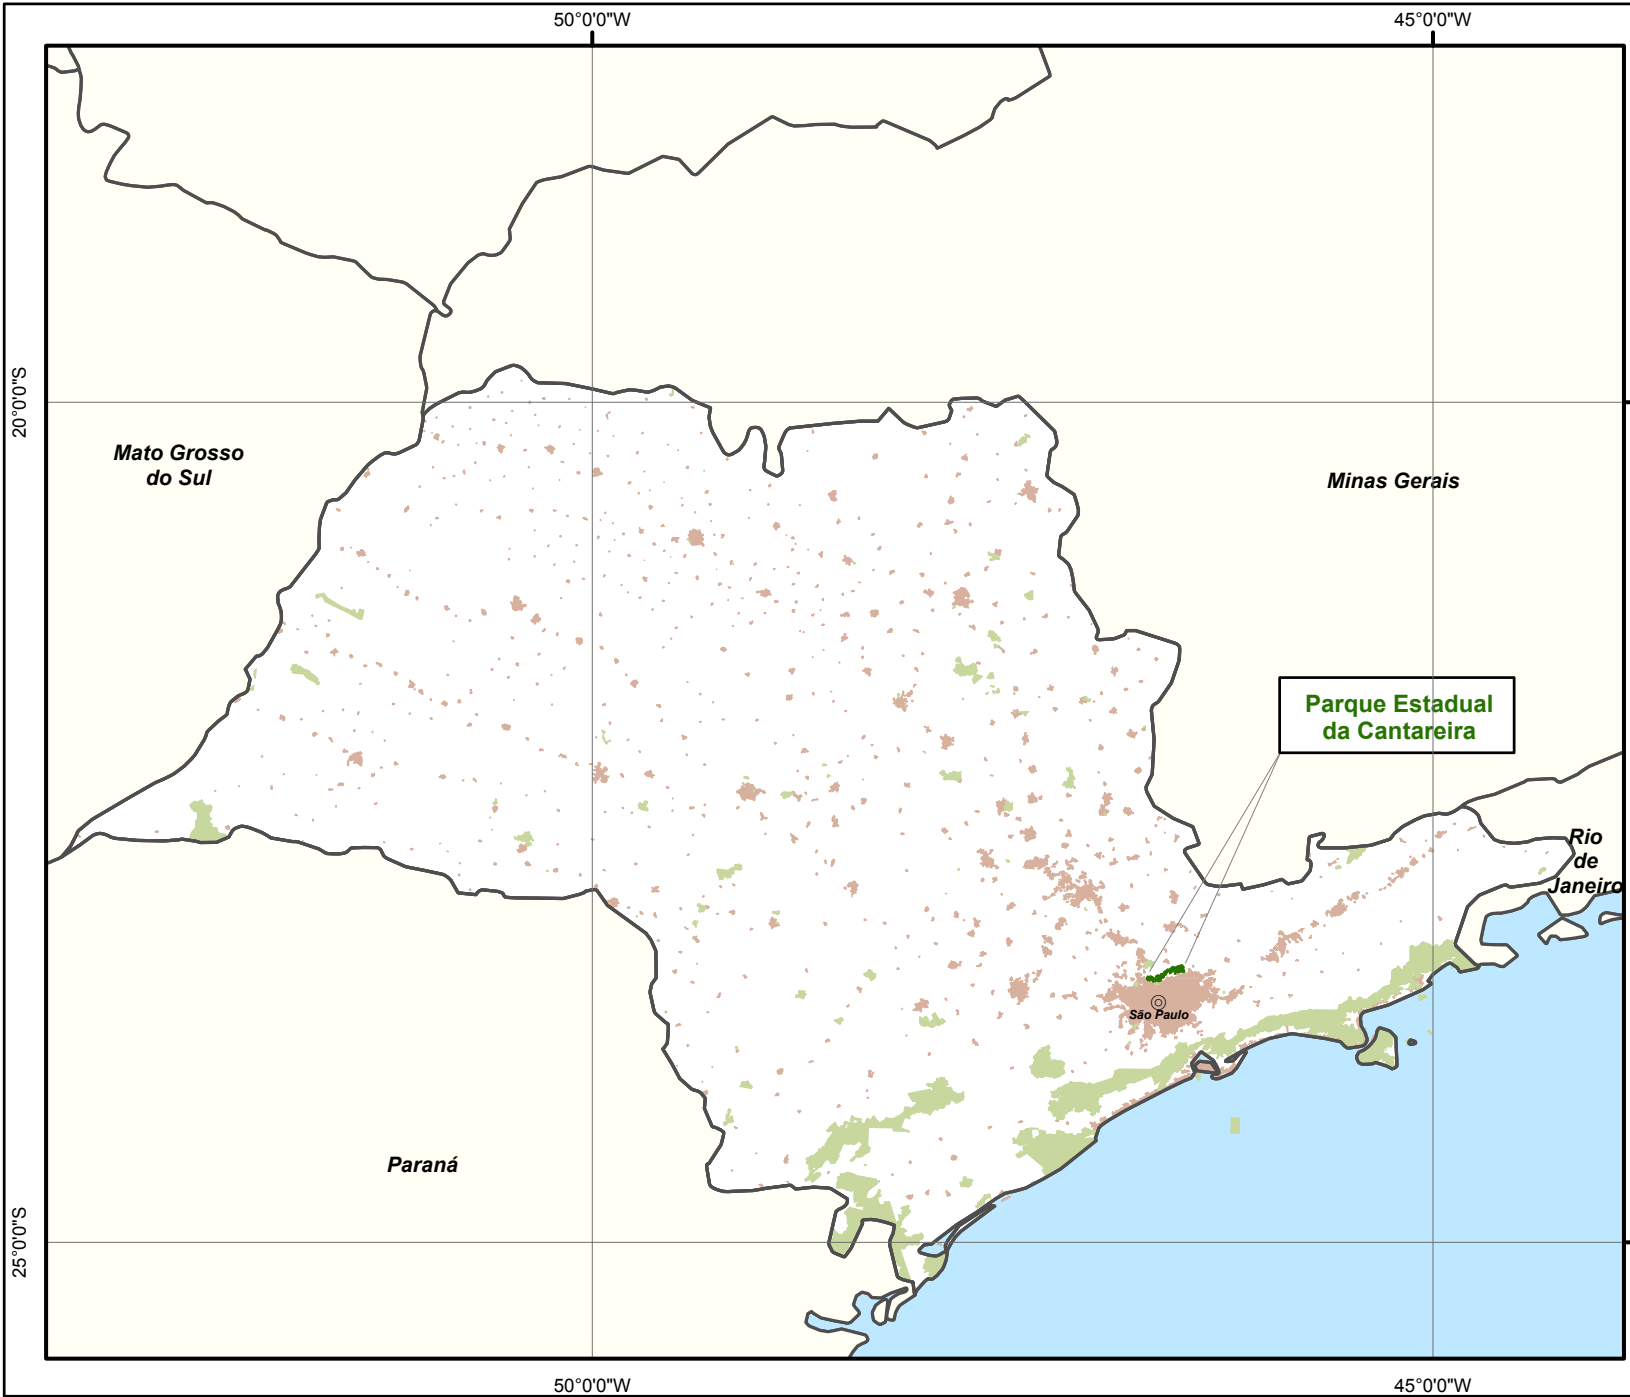 50°0'0"W
45°0'0"W
20°0'0"S
Mato Grosso
do Sul
Minas Gerais
Parque Estadual
da Cantareira
Rio
de
Janeiro
São Paulo
Paraná
25°0'0"S
50°0'0"W
45°0'0"W